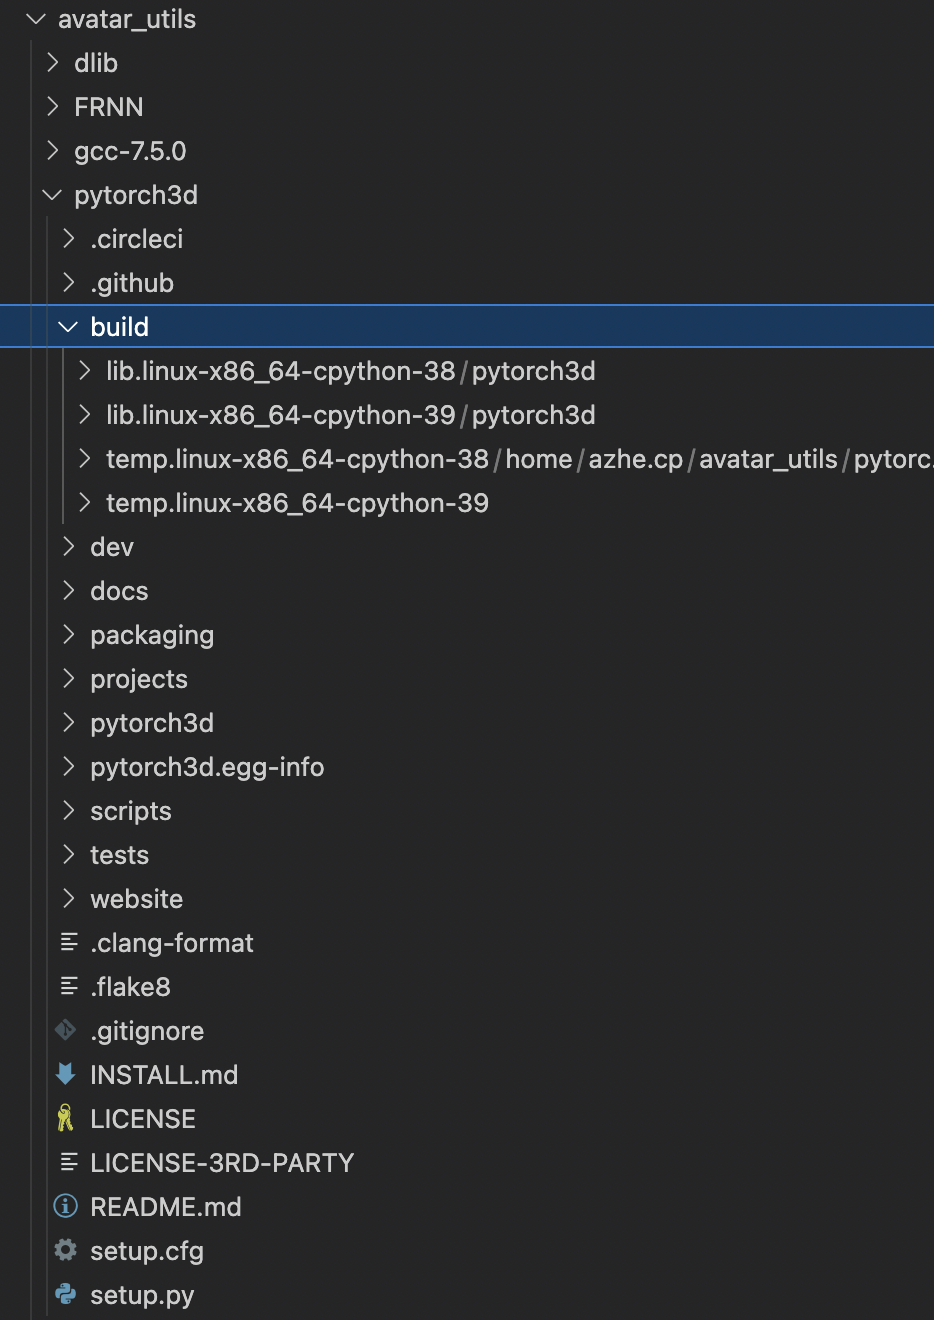 avatar_utils
dlib
FRNN
gcc-7.5.0
pytorch3d
.circleci
.github
build
lib.linux-x86_64-cpython-38/pytorch3d
lib.linux-x86_64-cpython-39/pytorch3d
temp.linux-x86_64-cpython-38/home/azhe.cp/avatar_utils/pytorc.
temp.linux-x86_64-cpython-39
dev
docs
packaging
projects
pytorch3d
pytorch3d.egg-info
scripts
tests
website
.clang-format
.flake8
.gitignore
INSTALL.md
LICENSE
LICENSE-3RD-PARTY
README.md
setup.cfg
setup.py